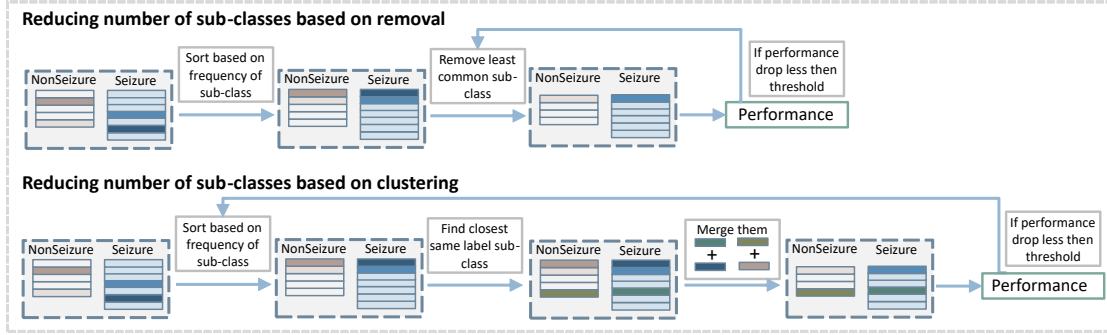 Reducing number of sub-classes based on removal
NonSeizure Seizure
Sort based on
frequency of
sub-class
NonSeizure Seizure
Remove least
common sub-
class
NonSeizure Seizure
If performance
drop less then
threshold
Performance
Reducing number of sub-classes based on clustering
NonSeizure Seizure
Sort based on
frequency of
sub-class
NonSeizure Seizure
Find closest
same label sub-
class
NonSeizure Seizure
Merge them
+ +
NonSeizure Seizure
If performance
drop less then
threshold
Performance